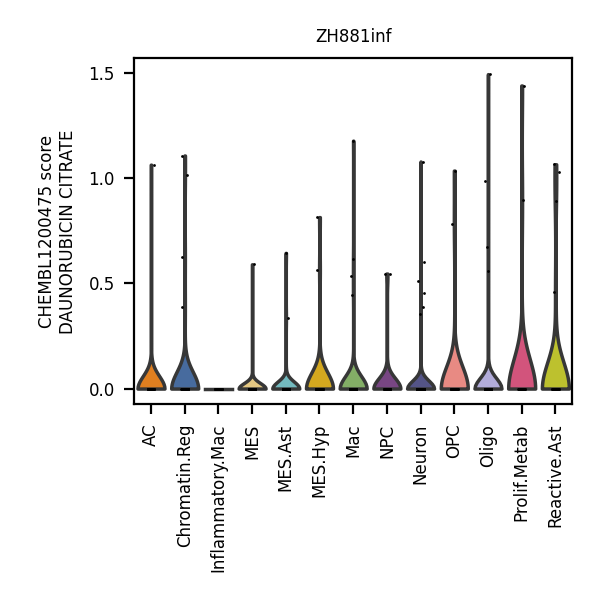 ZH881inf
CHEMBL1200475 score
DAUNORUBICIN CITRATE
1.5
1.0
0.5
0.0
AC
Chromatin.Reg
Inflammatory.Mac
MES
MES.Ast
MES.Hyp
Mac
NPC
Neuron
OPC
Oligo
Prolif.Metab
Reactive.Ast